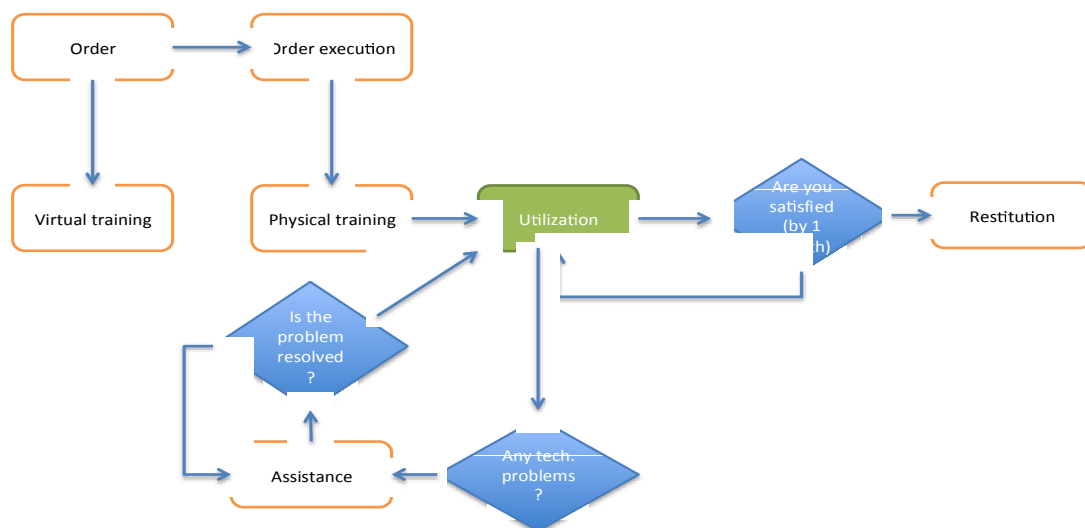 Order
Order execution
Virtual training
Physical training
Utilization
Are you
satisfied
(by 1
Restitution
Is the
problem
resolved
?
Assistance
Any tech.
problems
?